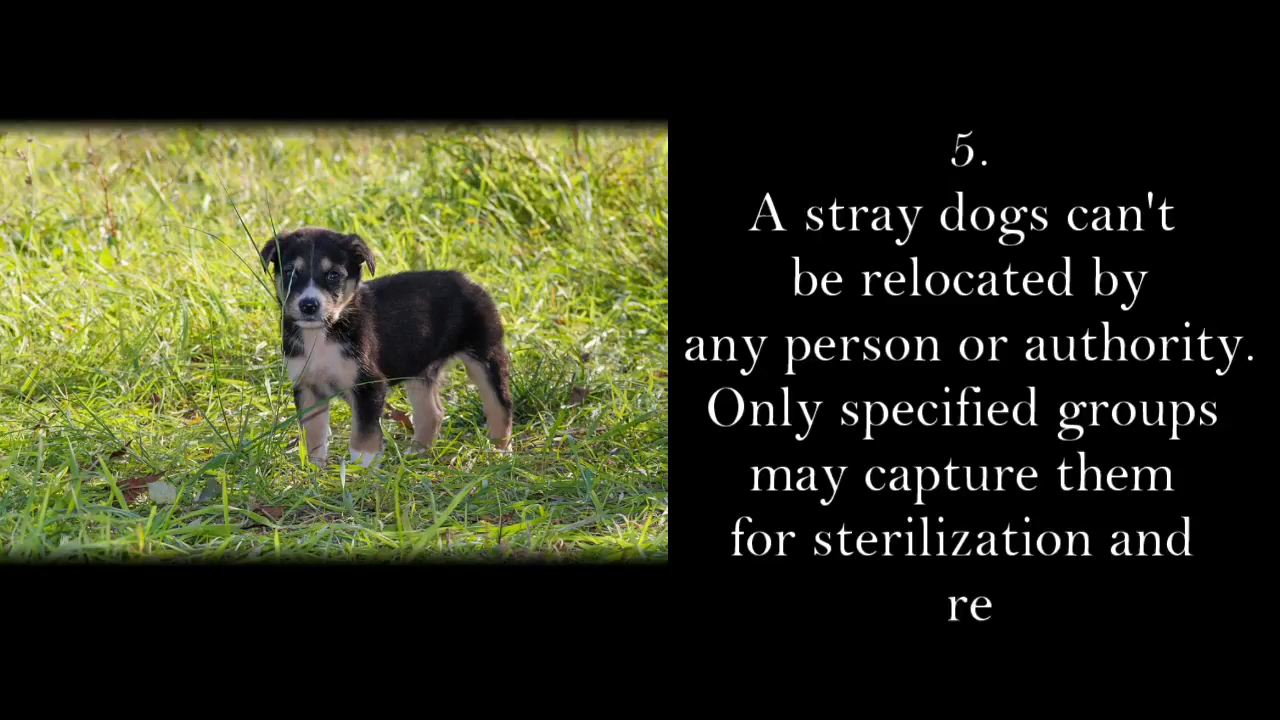 5.
A stray dogs can't
be relocated by
any person or authority.
Only specified groups
may capture them
for sterilization and
re